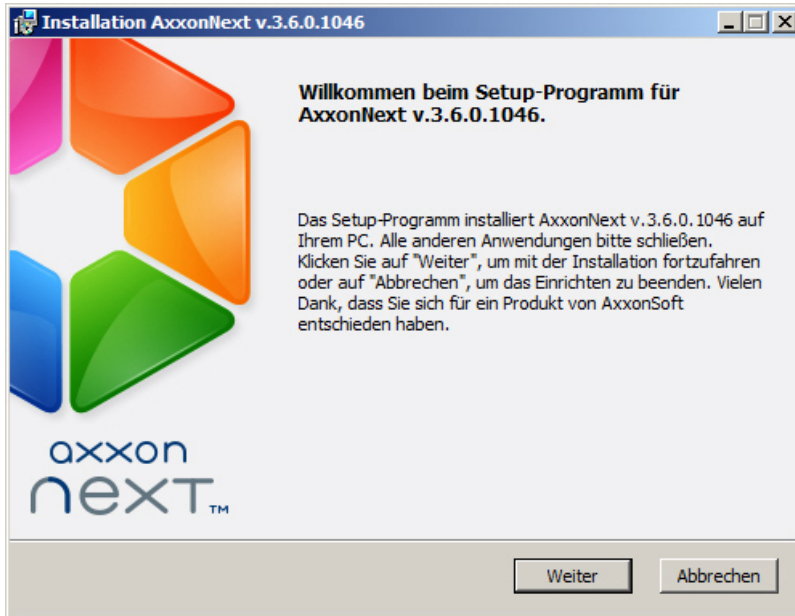 Installation AxxonNext v.3.6.0.1046
Willkommen beim Setup-Programm für
AxxonNext v.3.6.0.1046.
Das Setup-Programm installiert AxxonNext v.3.6.0.1046 auf
Ihrem PC. Alle anderen Anwendungen bitte schließen.
Klicken Sie auf "Weiter", um mit der Installation fortzufahren
oder auf "Abbrechen", um das Einrichten zu beenden. Vielen
Dank, dass Sie sich für ein Produkt von AxxonSoft
entschieden haben.
axxon
next™
Weiter
Abbrechen